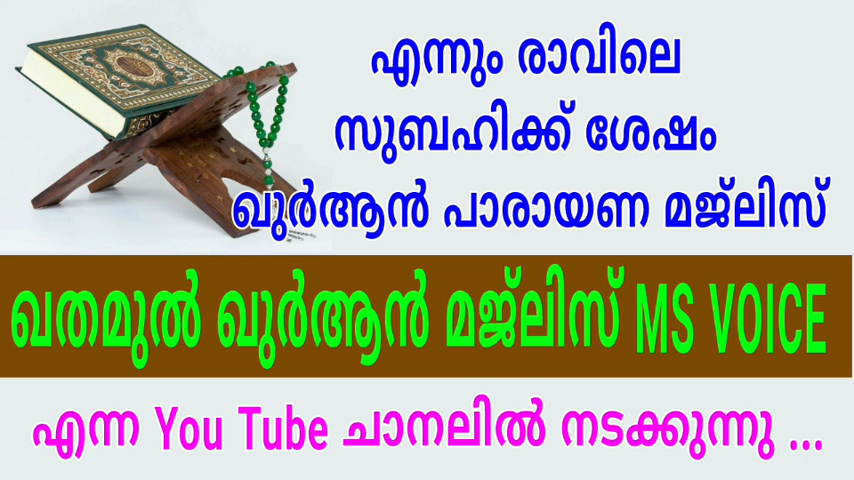 എന്നും രാവിലെ
സുബഹിക്ക് ശേഷം
ഖുർആൻ പാരായണ മജ്ലിസ്
ഖതമുൽ ഖുർആൻ മജ്ലിസ് MS VOICE
എന്ന You Tube ചാനലിൽ നടക്കുന്നു ...